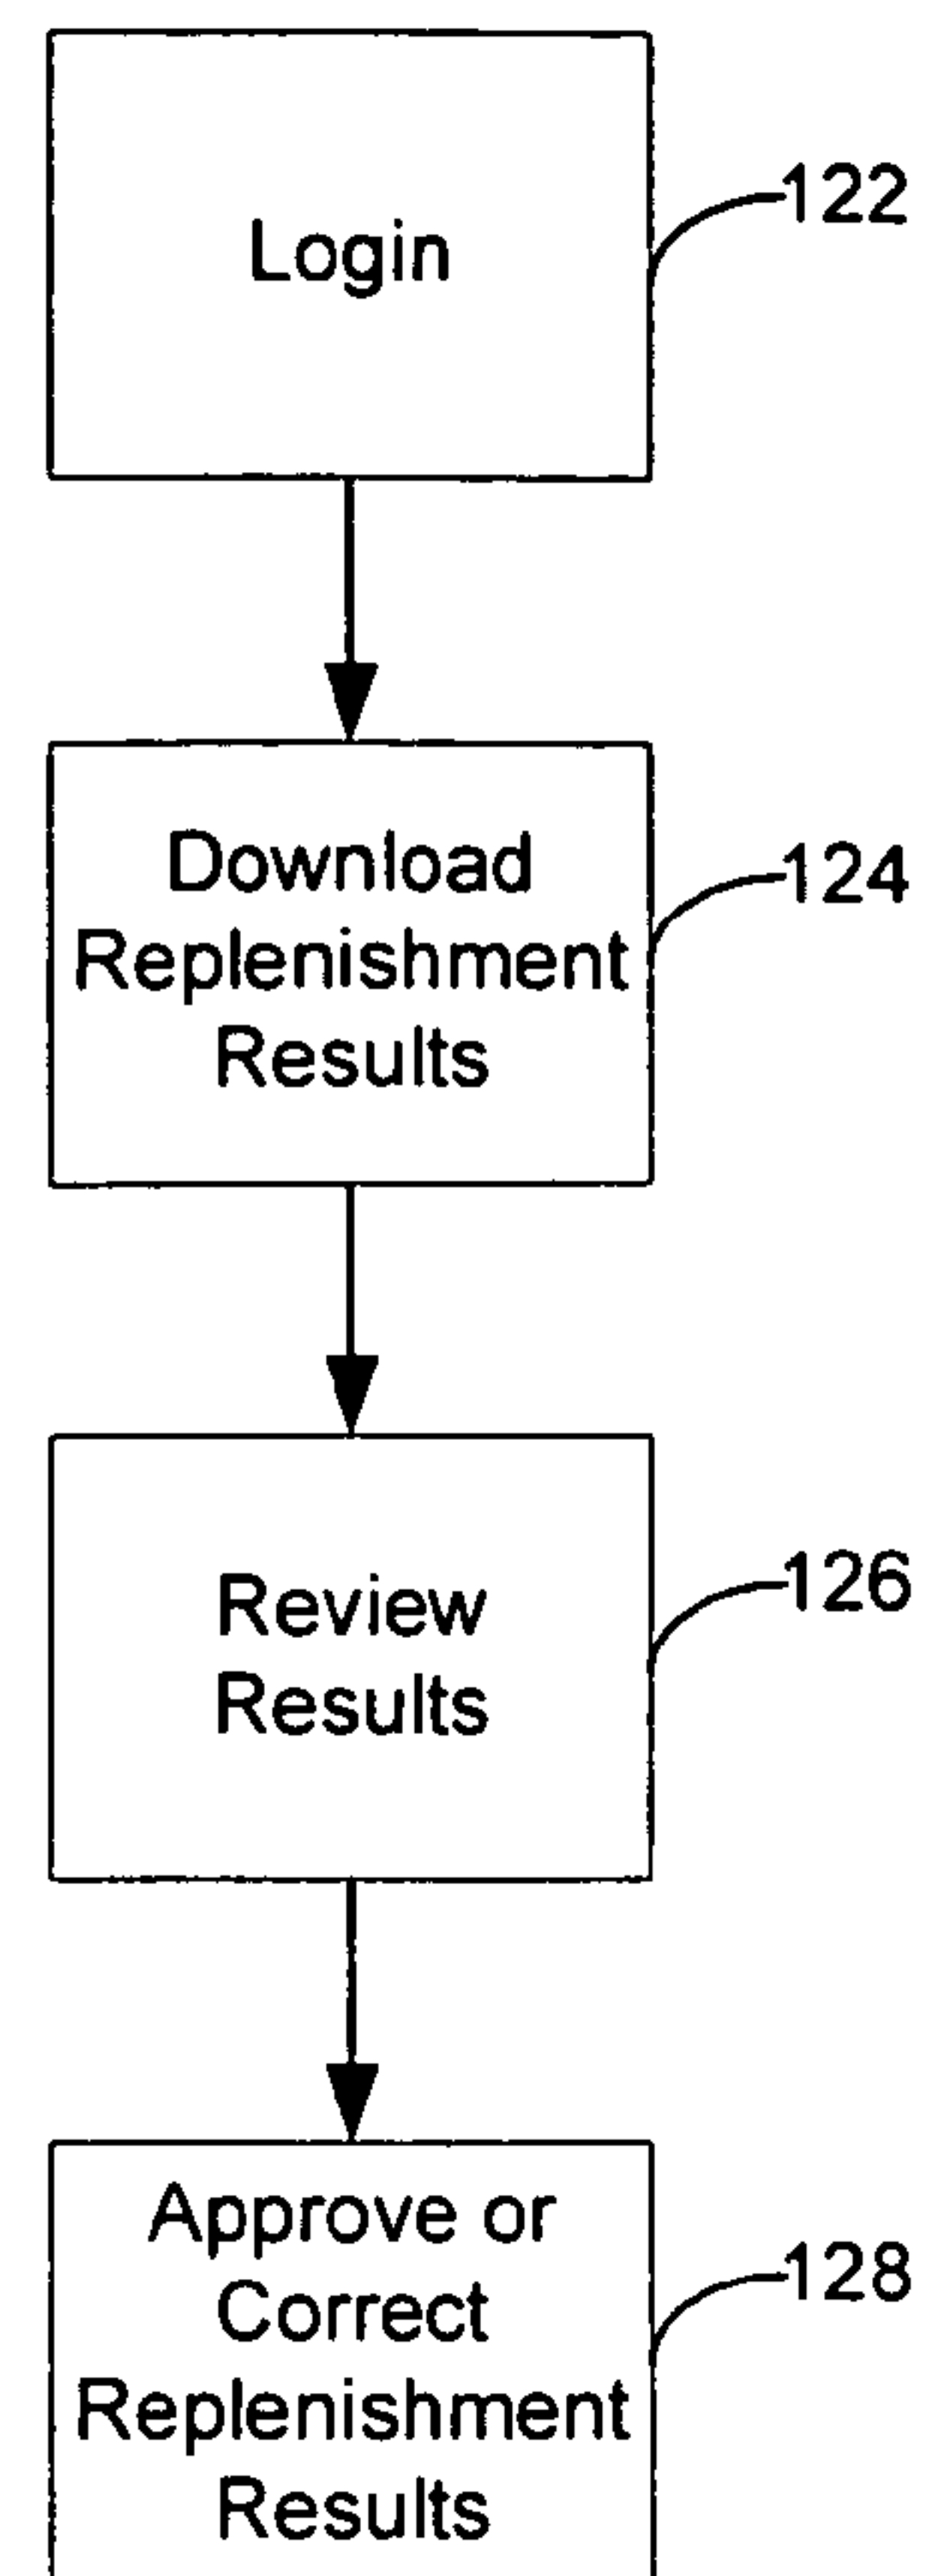 Login
122
Download
Replenishment
Results
124
Review
Results
126
Approve or
Correct
Replenishment
Results
128